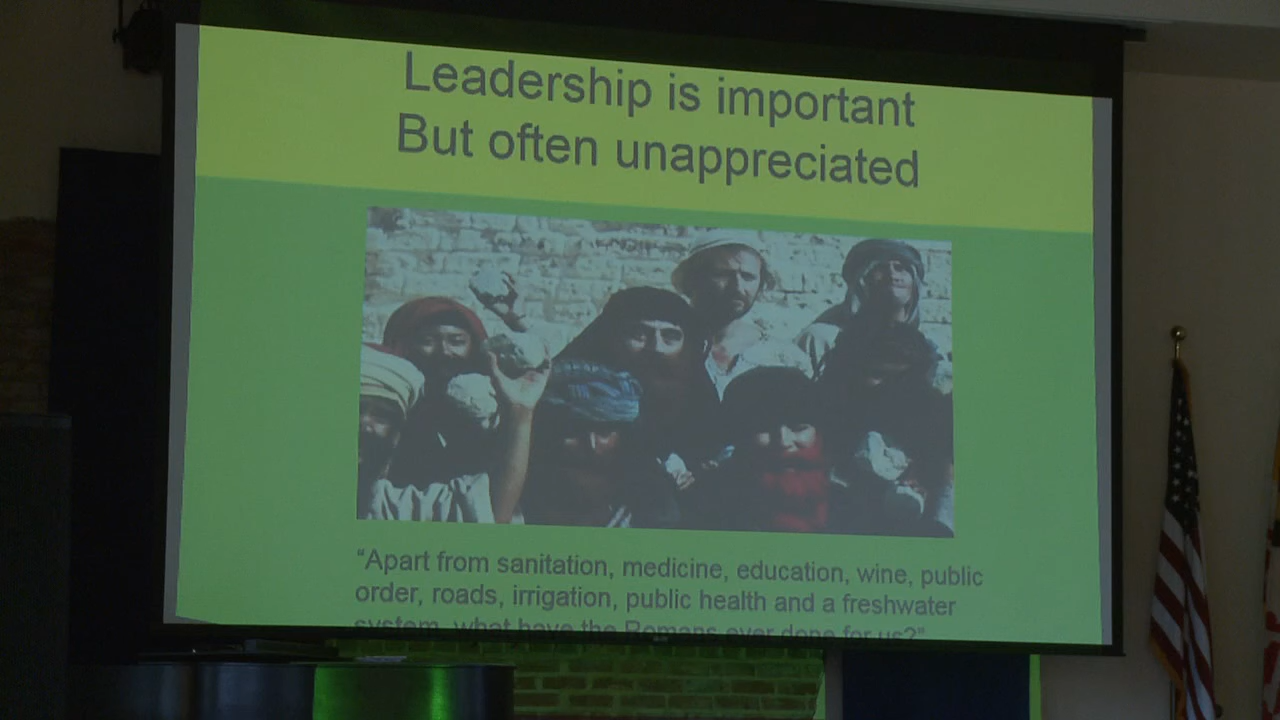 Leadership is important
But often unappreciated
“Apart from sanitation, medicine, education, wine, public
order, roads, irrigation, public health and a freshwater
system, what have the Romans ever done for us?”